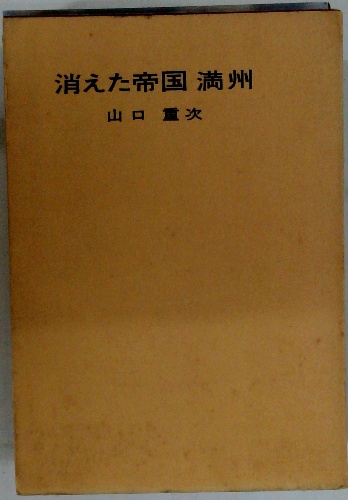 消えた帝国 満州
山口 重次